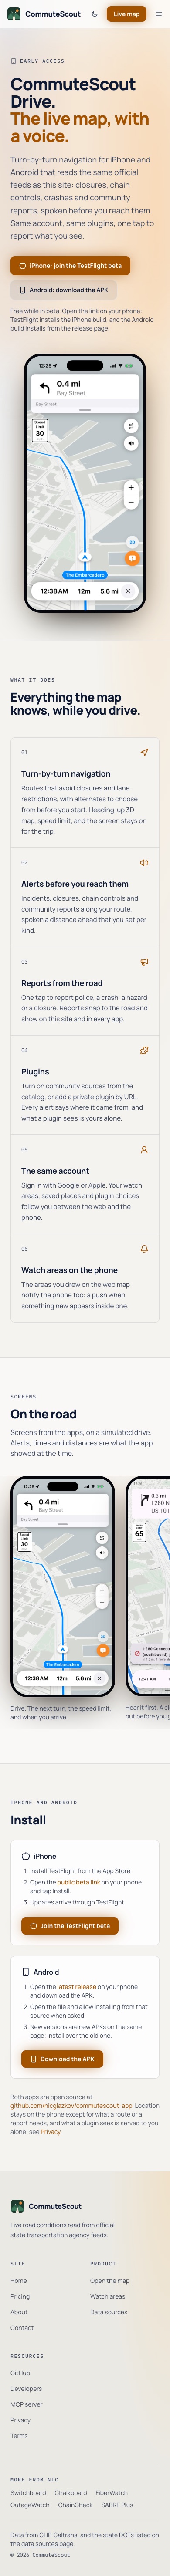 CommuteScout
Live map
EARLY ACCESS
CommuteScout
Drive.
The live map, with
a voice.
Turn-by-turn navigation for iPhone and
Android that reads the same official
feeds as this site: closures, chain
controls, crashes, and community
reports, spoken before you reach them.
Same account, same plugins, one tap to
report what you see.
iPhone: join the TestFlight beta
Android: download the APK
Free while in beta. Open the link on your phone:
TestFlight installs the iPhone build, and the Android
build installs from the release page.
12:25
0.4 mi
Bay Street
Bay Street
Speed
Limit
30
The Embarcadero
12:38 AM
12m
5.6 mi
WHAT IT DOES
Everything the map
knows, while you drive.
01
Turn-by-turn navigation
Routes that avoid closures and lane
restrictions, with alternates to choose
from before you start. Heading-up 3D
map, speed limit, and the screen stays on
for the trip.
02
Alerts before you reach them
Incidents, closures, chain controls and
community reports along your route,
spoken a distance ahead that you set per
kind.
03
Reports from the road
One tap to report police, a crash, a hazard
or a closure. Reports snap to the road and
show on this site and in every app.
04
Plugins
Turn on community sources from the
catalog, or add a private plugin by URL.
Every alert says where it came from, and
what a plugin sees is yours alone.
05
The same account
Sign in with Google or Apple. Your watch
areas, saved places and plugin choices
follow you between the web and the
phone.
06
Watch areas on the phone
The areas you drew on the web map
notify the phone too: a push when
something new appears inside one.
SCREENS
On the road
Screens from the apps, on a simulated drive.
Alerts, times and distances are what the app
showed at the time.
12:25
0.4 mi
Bay Street
Bay Street
Speed
Limit
30
The Embarcadero
12:38 AM
12m
5.6 mi
0.3 mi
I 280 N
US 101
65
12:41 AM
Drive. The next turn, the speed limit,
and when you arrive.
Hear it first. A cl
out before you g
IPHONE AND ANDROID
Install
iPhone
1. Install TestFlight from the App Store.
2. Open the public beta link on your phone
and tap Install.
3. Updates arrive through TestFlight.
Join the TestFlight beta
Android
1. Open the latest release on your phone
and download the APK.
2. Open the file and allow installing from that
source when asked.
3. New versions are new APKs on the same
page; install over the old one.
Download the APK
Both apps are open source at
github.com/nicglazkov/commutescout-app. Location
stays on the phone except for what a route or a
report needs, and what a plugin sees is served to you
alone; see Privacy.
CommuteScout
Live road conditions read from official
state transportation agency feeds.
SITE
Home
Pricing
About
Contact
PRODUCT
Open the map
Watch areas
Data sources
RESOURCES
GitHub
Developers
MCP server
Privacy
Terms
MORE FROM NIC
Switchboard Chalkboard FiberWatch
OutageWatch ChainCheck SABRE Plus
Data from CHP, Caltrans, and the state DOTs listed on
the data sources page.
© 2026 CommuteScout